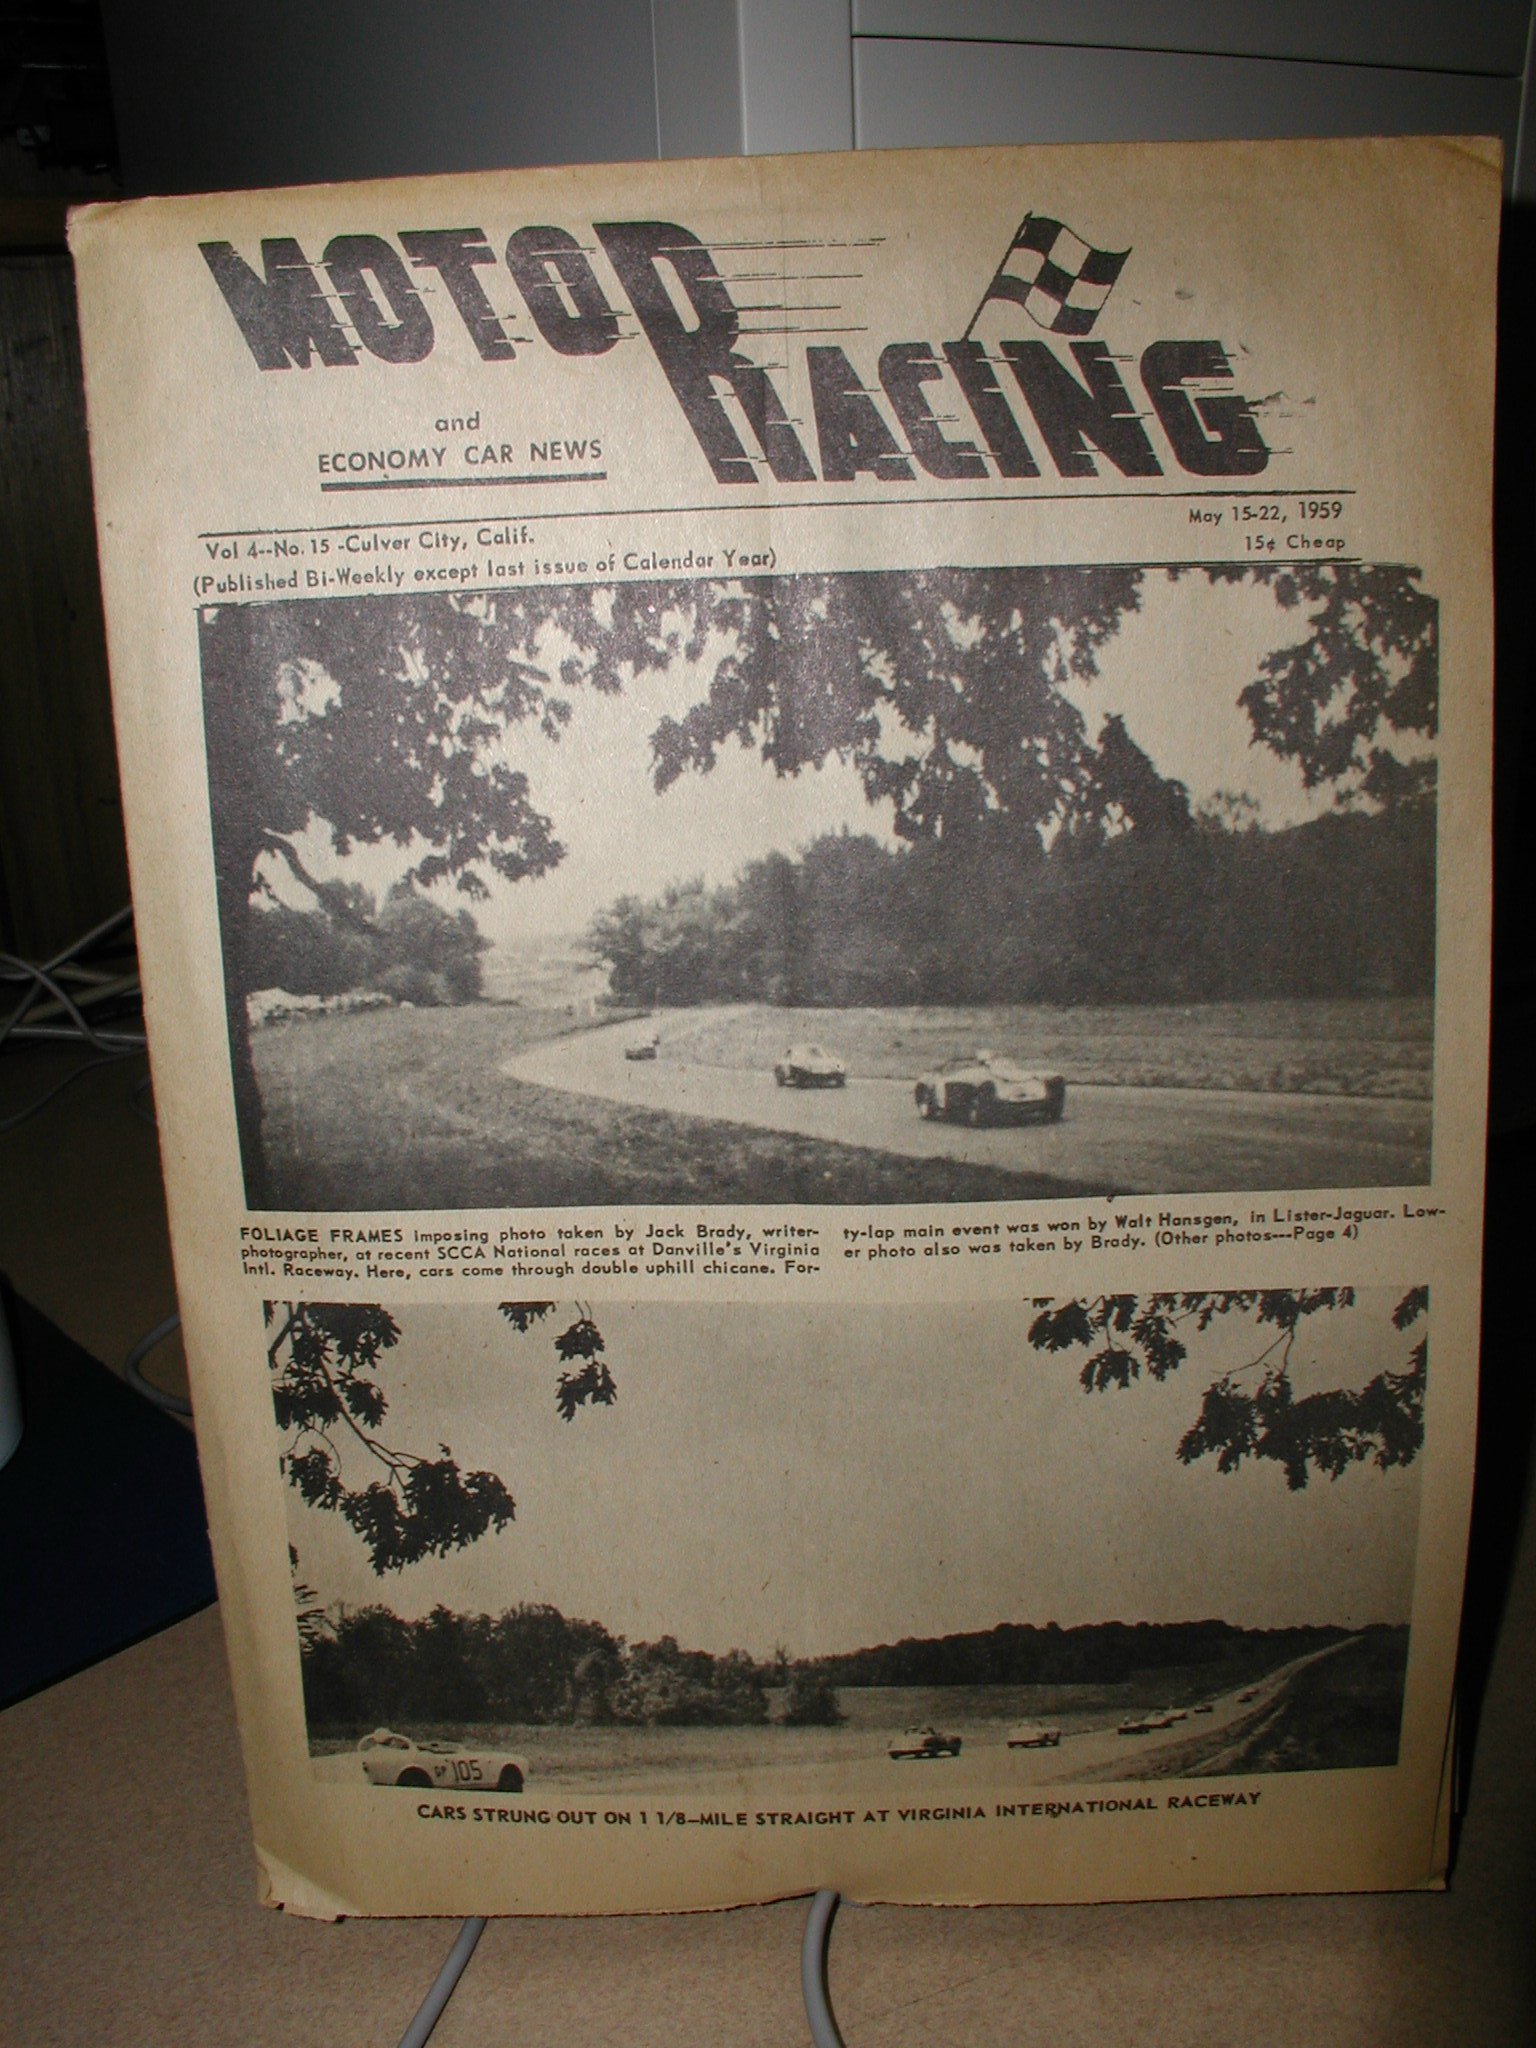 MOTOR RACING
and
ECONOMY CAR NEWS
Vol 4--No. 15 -Culver City, Calif.
(Published Bi-Weekly except last issue of Calendar Year)
May 15-22, 1959
15¢ Cheap
FOLIAGE FRAMES imposing photo taken by Jack Brady, writer-
photographer, at recent SCCA National races at Danville's Virginia
Intl. Raceway. Here, cars come through double uphill chicane. For-
ty-lap main event was won by Walt Hansgen, in Lister-Jaguar. Low-
er photo also was taken by Brady. (Other photos---Page 4)
GP 105
CARS STRUNG OUT ON 1 1/8-MILE STRAIGHT AT VIRGINIA INTERNATIONAL RACEWAY